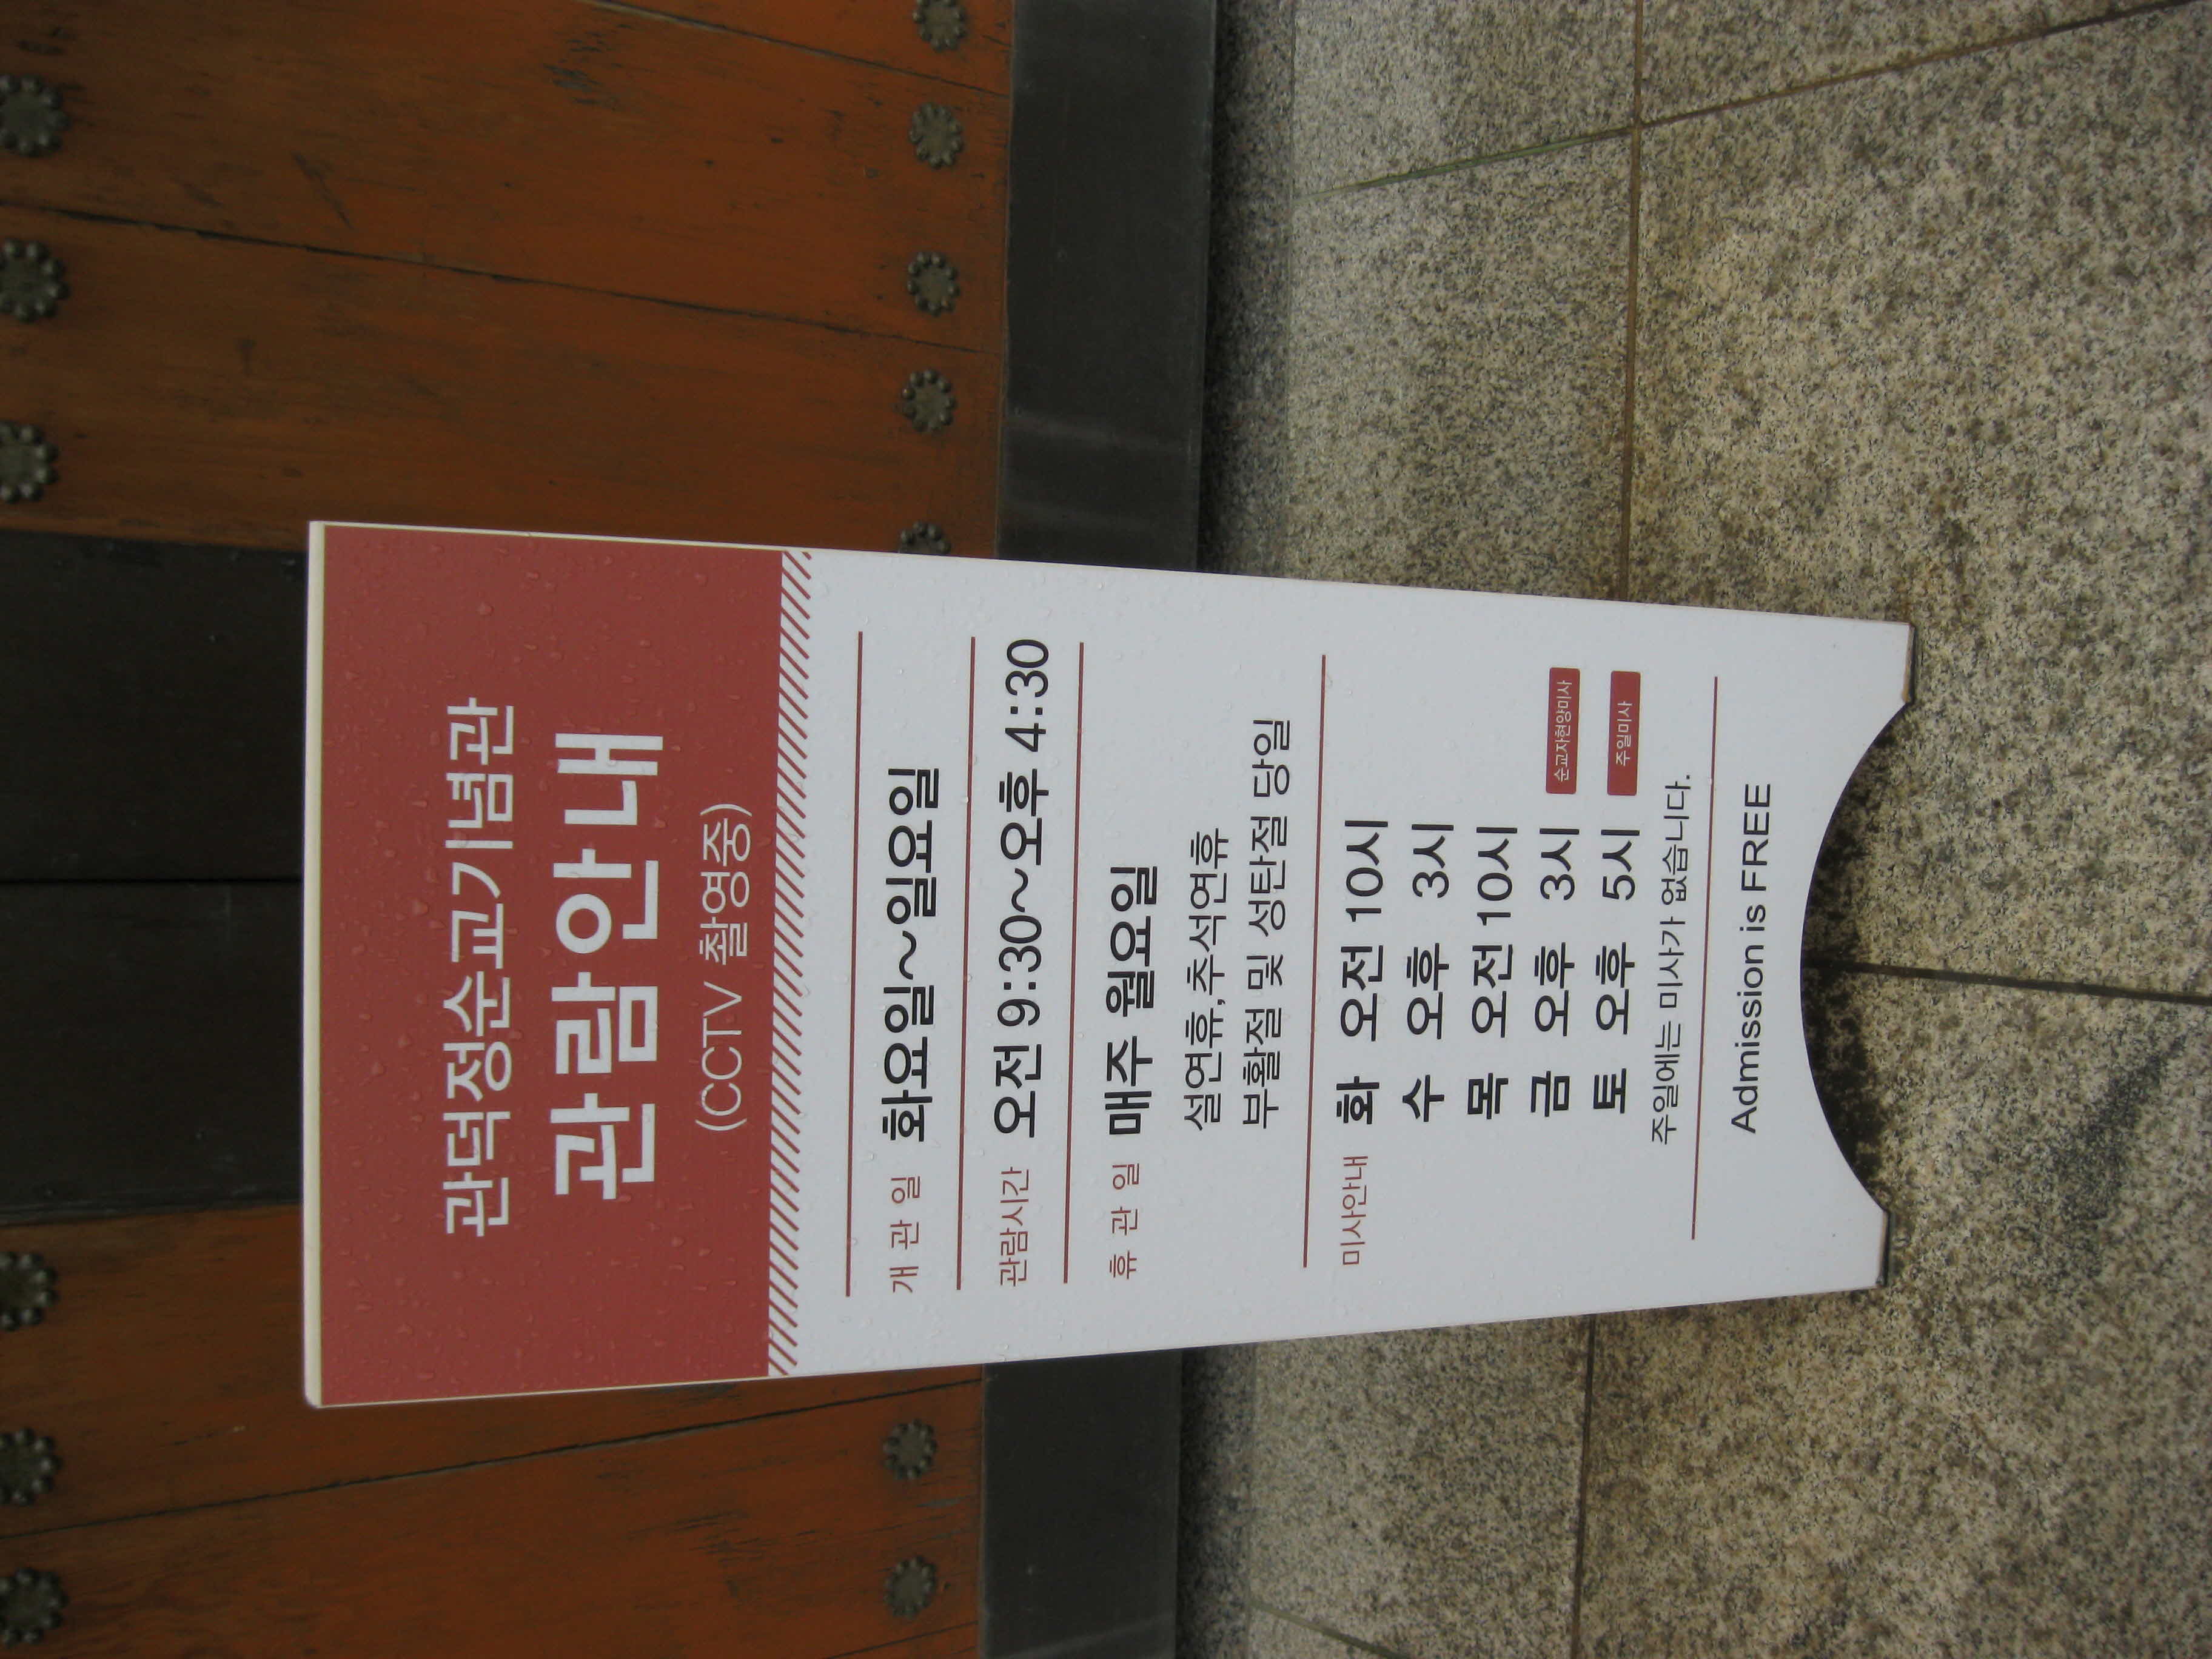 관덕정순교기념관
관람안내
(CCTV 촬영중)
개 관 일 화요일~일요일
관람시간 오전 9:30~오후 4:30
휴 관 일 매주 월요일
설연휴,추석연휴
부활절 및 성탄절 당일
미사안내 화 오전 10시
수 오후 3시
목 오전 10시
금 오후 3시 순교자현양미사
토 오후 5시 주일미사
주일에는 미사가 없습니다.
Admission is FREE